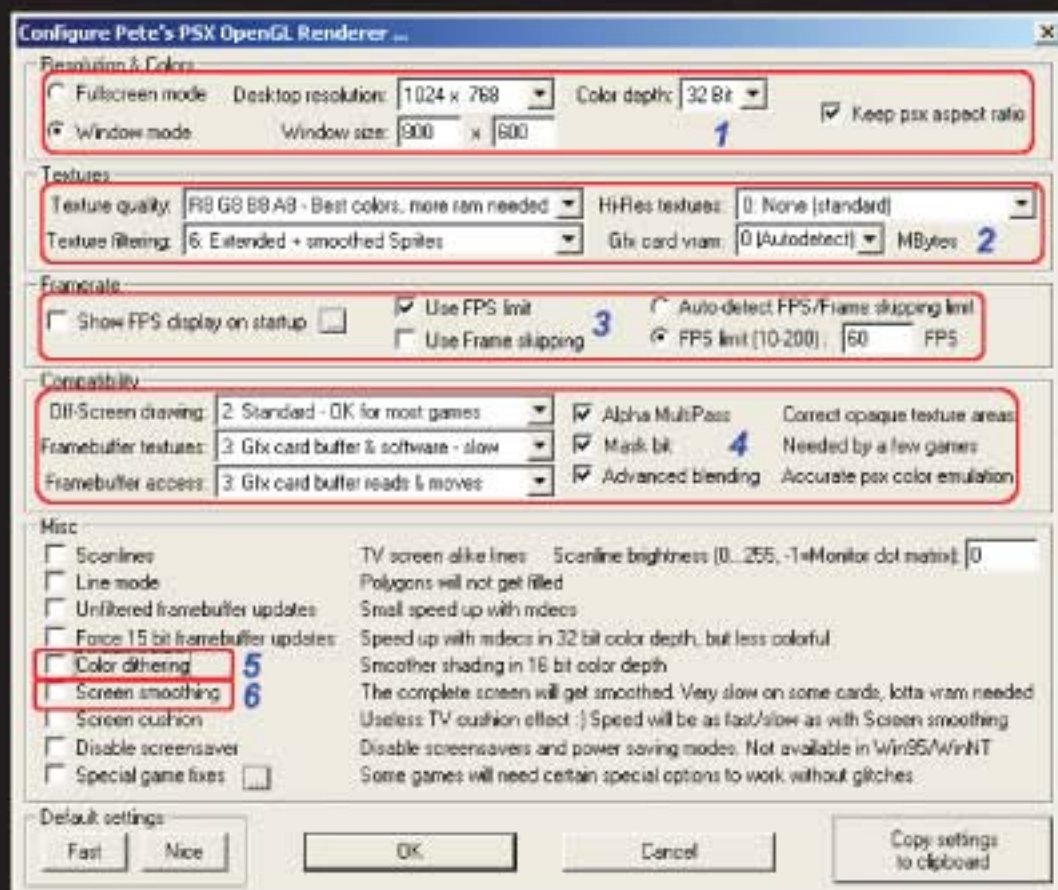 Configure Pete's PSX OpenGL Renderer ...
Resolution & Colors
Fullscreen mode Desktop resolution: 1024 x 768 Color depth: 32 Bit
Keep psx aspect ratio
Window mode Window size: 800 x 600 1
Textures
Texture quality: R8 G8 B8 A8 - Best colors, more ram needed Hi-Res textures: 0: None (standard)
Texture filtering: 6: Extended + smoothed Sprites Gfx card vram: 0 (Autodetect) MBytes 2
Framerate
Show FPS display on startup ... Use FPS limit Auto-detect FPS/Frame skipping limit
Use Frame skipping 3 FPS limit (10-200) : 60 FPS
Compatibility
Off-Screen drawing: 2: Standard - OK for most games Alpha MultiPass Correct opaque texture areas
Framebuffer textures: 3: Gfx card buffer & software - slow Mask bit 4 Needed by a few games
Framebuffer access: 3: Gfx card buffer reads & moves Advanced blending Accurate psx color emulation
Misc
Scanlines TV screen alike lines Scanline brightness (0...255, -1=Monitor dot matrix): 0
Line mode Polygons will not get filled
Unfiltered framebuffer updates Small speed up with mdecs
Force 15 bit framebuffer updates Speed up with mdecs in 32 bit color depth, but less colorful
Color dithering 5 Smoother shading in 16 bit color depth
Screen smoothing 6 The complete screen will get smoothed. Very slow on some cards, lotta vram needed
Screen cushion Useless TV cushion effect :) Speed will be as fast/slow as with Screen smoothing
Disable screensaver Disable screensavers and power saving modes. Not available in Win95/WinNT
Special game fixes ... Some games will need certain special options to work without glitches
Default settings
Fast Nice OK Cancel Copy settings
to clipboard